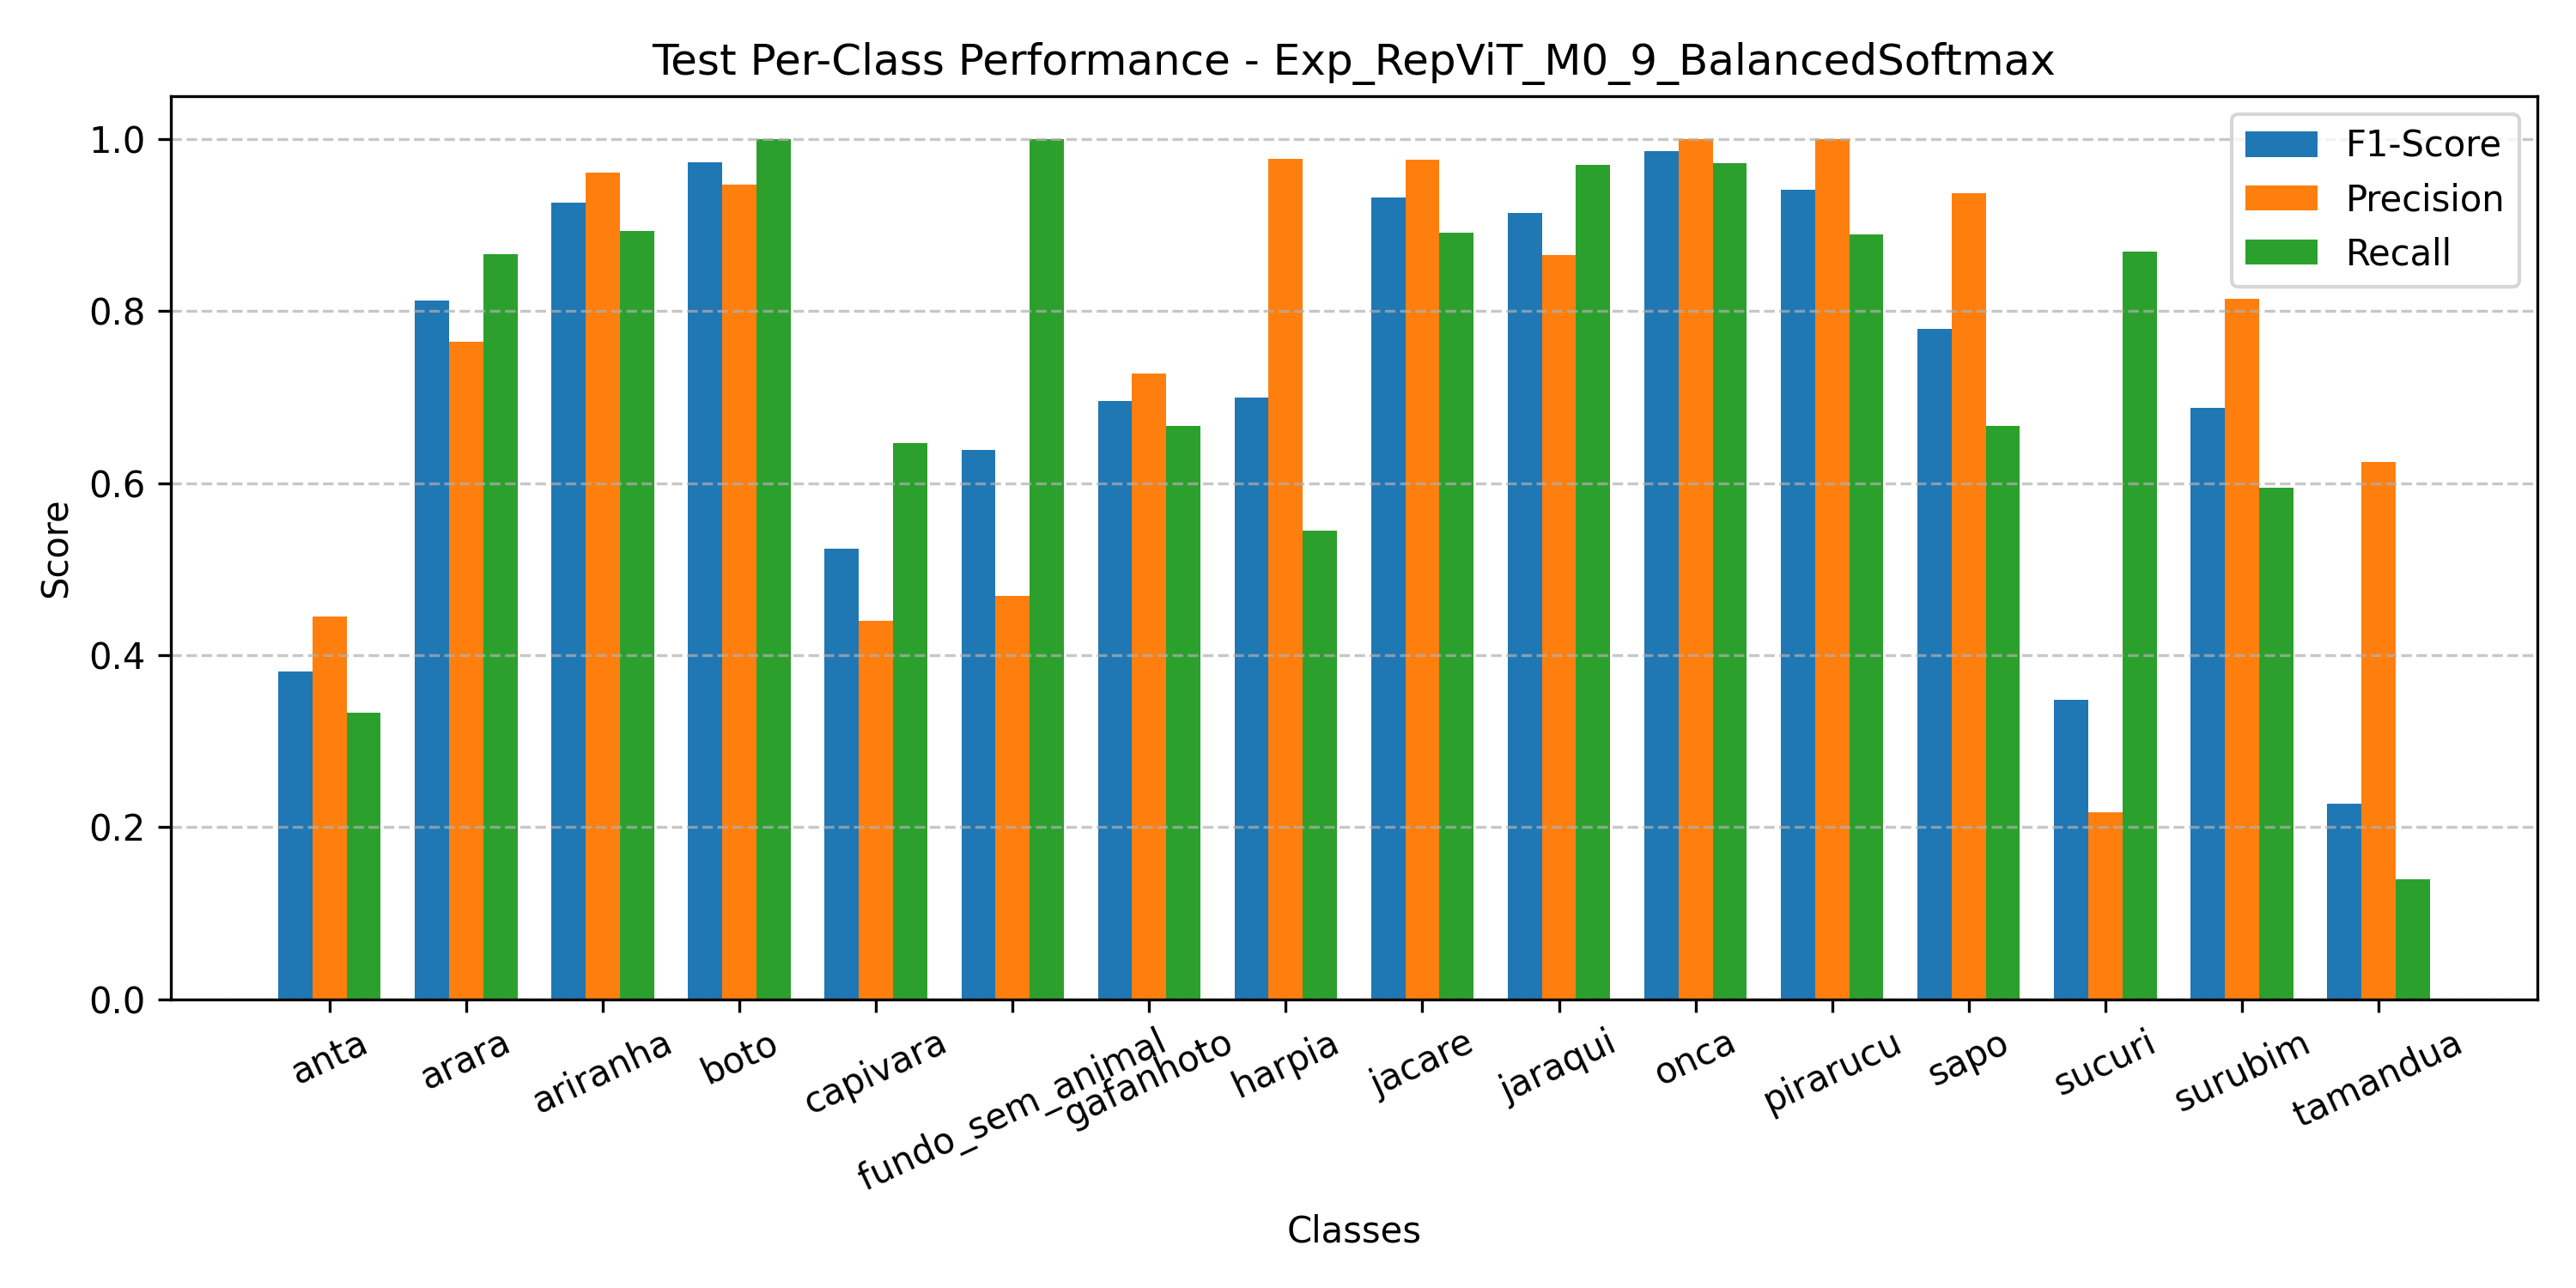 Test Per-Class Performance - Exp_RepViT_M0_9_BalancedSoftmax
F1-Score
Precision
Recall
Score
1.0
0.8
0.6
0.4
0.2
0.0
anta
arara
ariranha
boto
capivara
fundo_sem_animal
gafanhoto
harpia
jacare
jaraqui
onca
pirarucu
sapo
sucuri
surubim
tamandua
Classes